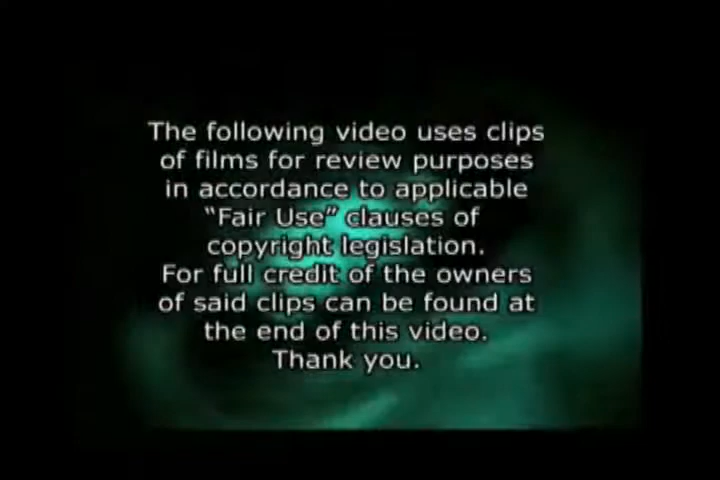 The following video uses clips
of films for review purposes
in accordance to applicable
“Fair Use” clauses of
copyright legislation.
For full credit of the owners
of said clips can be found at
the end of this video.
Thank you.